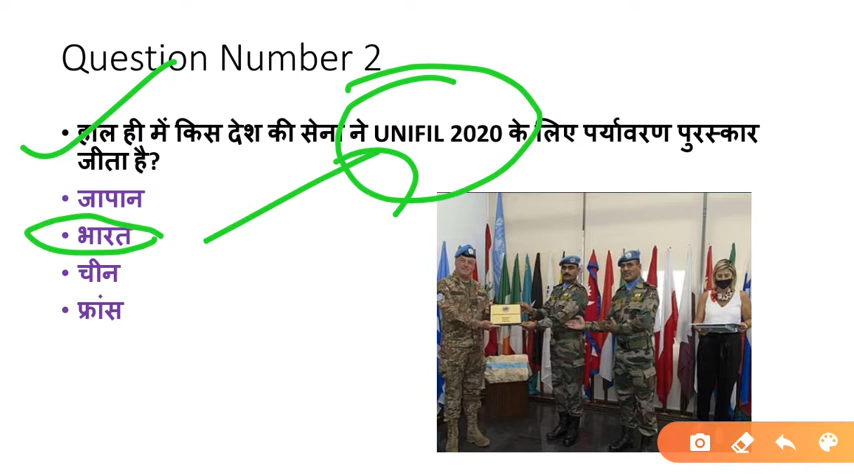 Question Number 2
• हाल ही में किस देश की सेना ने UNIFIL 2020 के लिए पर्यावरण पुरस्कार
जीता है?
• जापान
• भारत
• चीन
• फ्रांस